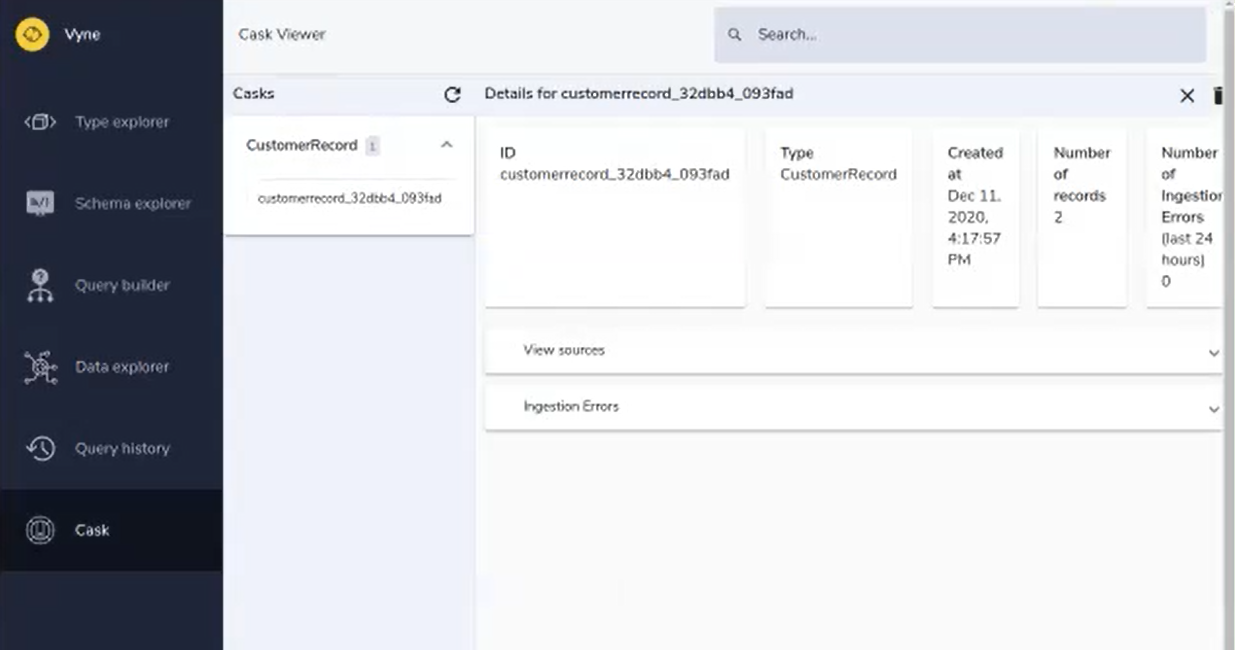 Vyne
Type explorer
Schema explorer
Query builder
Data explorer
Query history
Cask
Cask Viewer
Search...
Casks
CustomerRecord 1
customerrecord_32dbb4_093fad
Details for customerrecord_32dbb4_093fad
ID
customerrecord_32dbb4_093fad
Type
CustomerRecord
Created
at
Dec 11,
2020,
4:17:57
PM
Number
of
records
2
Number
of
Ingestion
Errors
(last 24
hours)
0
View sources
Ingestion Errors